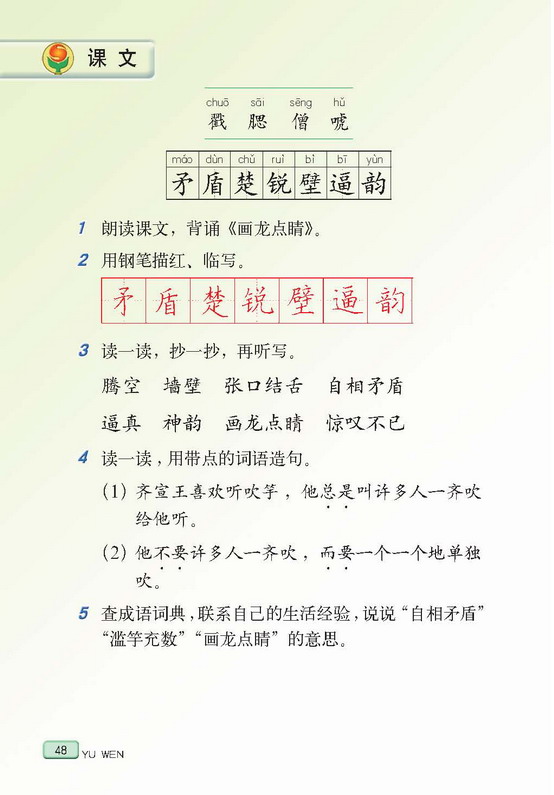 课文
chuō sāi sēng hǔ
戳 腮 僧 唬
máo dùn chǔ ruì bì bī yùn
矛盾楚锐壁逼韵
1 朗读课文，背诵《画龙点睛》。
2 用钢笔描红、临写。
矛盾楚锐壁逼韵
3 读一读，抄一抄，再听写。
腾空 墙壁 张口结舌 自相矛盾
逼真 神韵 画龙点睛 惊叹不已
4 读一读，用带点的词语造句。
（1）齐宣王喜欢听吹竽，他总是叫许多人一齐吹
给他听。
（2）他不要许多人一齐吹，而要一个一个地单独
吹。
5 查成语词典，联系自己的生活经验，说说“自相矛盾”
“滥竽充数”“画龙点睛”的意思。
48 YU WEN